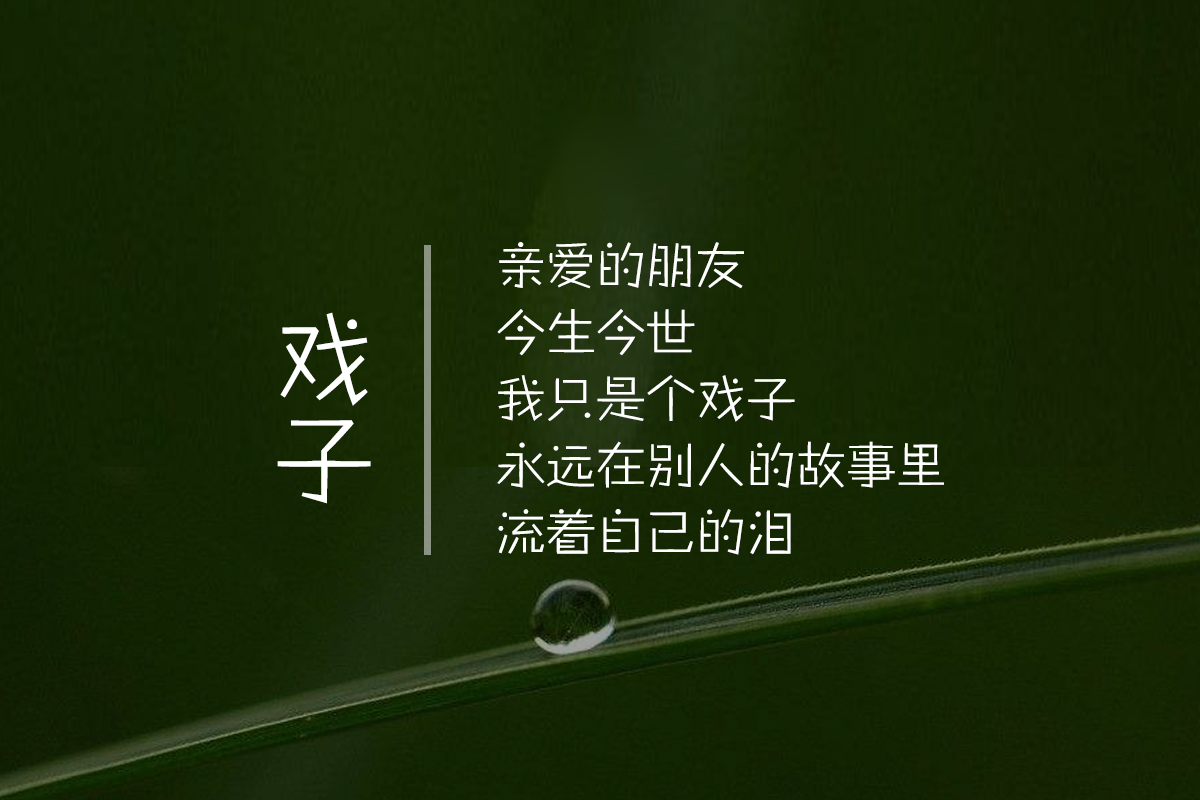 戏子
亲爱的朋友
今生今世
我只是个戏子
永远在别人的故事里
流着自己的泪